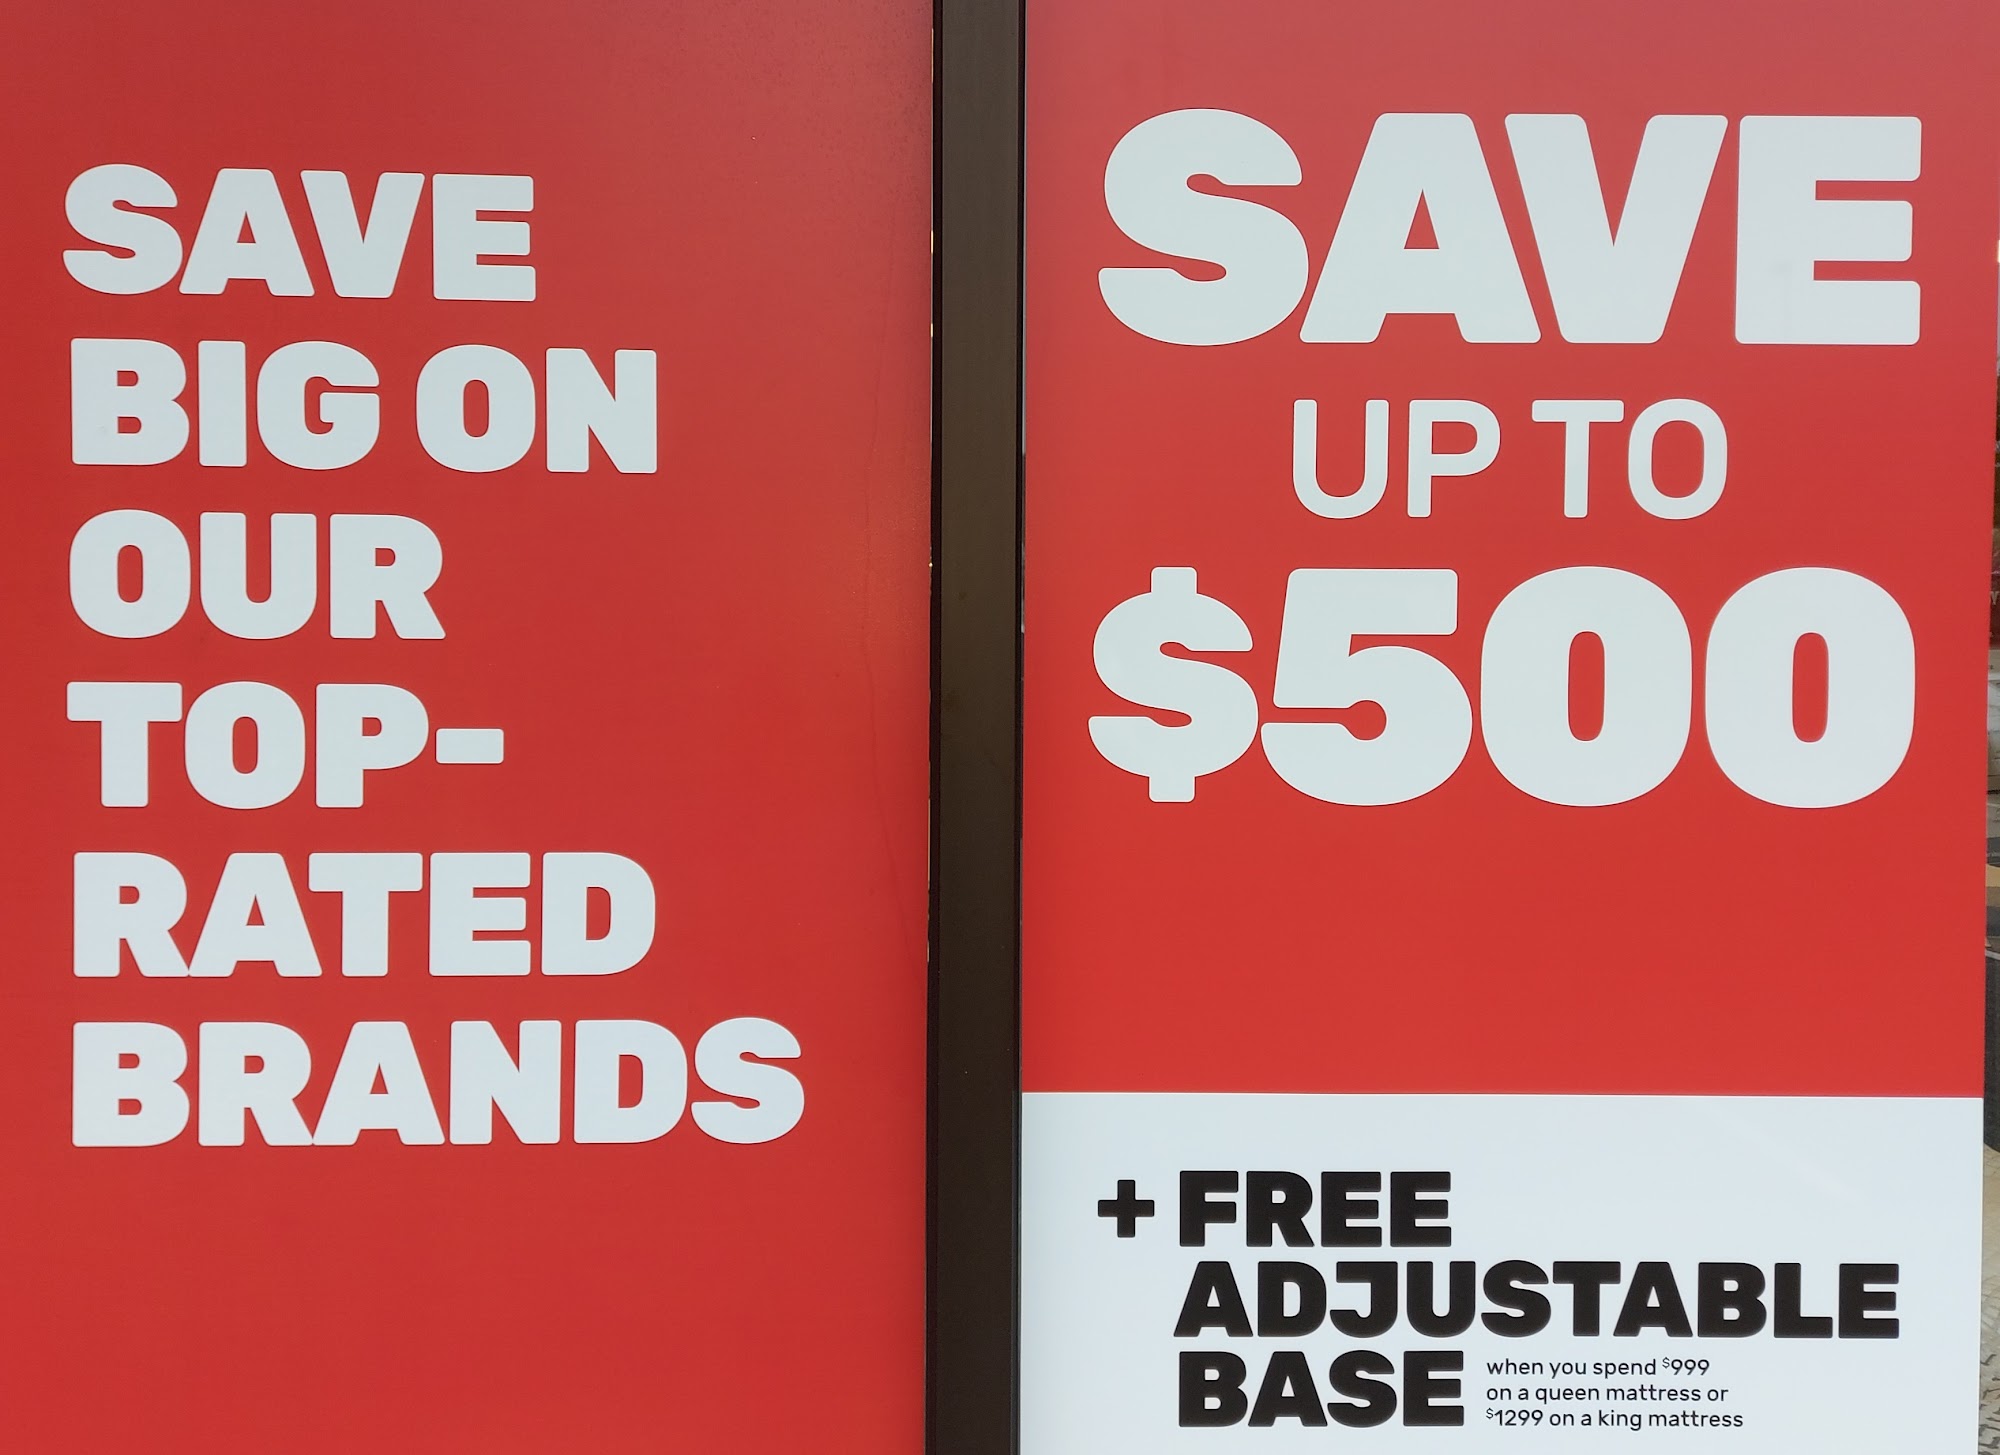 SAVE
BIG ON
OUR
TOP-
RATED
BRANDS
SAVE
UP TO
$500
+ FREE
ADJUSTABLE
BASE
when you spend $999
on a queen mattress or
$1299 on a king mattress